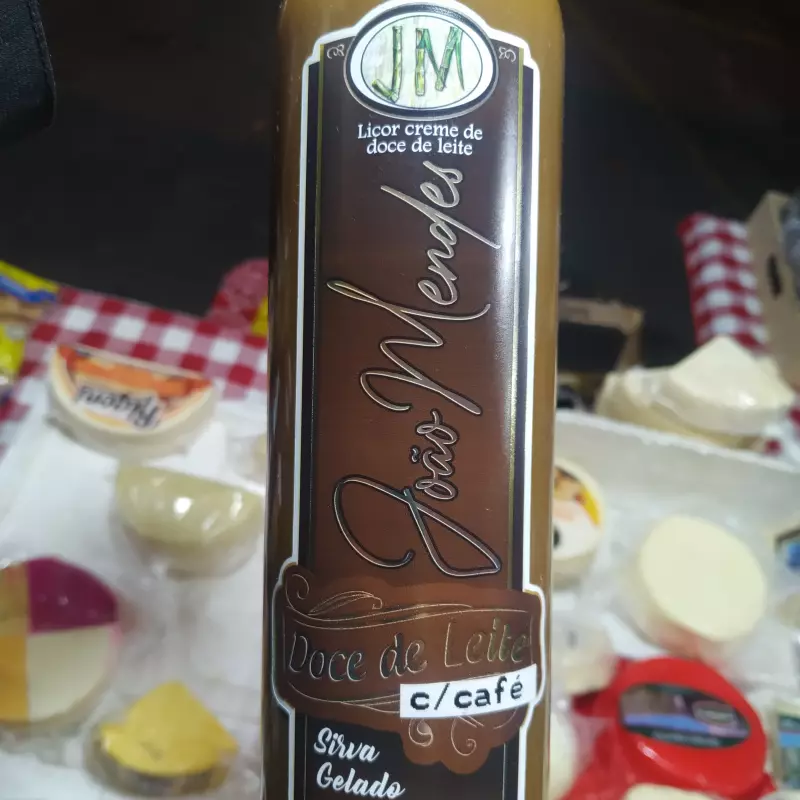 JM
Licor creme de
doce de leite
João Mendes
Doce de Leite
c/café
Sirva
Gelado